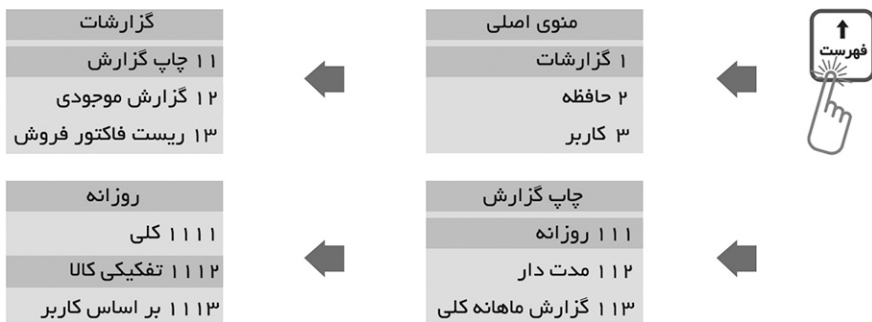 فهرست
منوی اصلی
۱ گزارشات
۲ حافظه
۳ کاربر
گزارشات
۱۱ چاپ گزارش
۱۲ گزارش موجودی
۱۳ ریست فاکتور فروش
چاپ گزارش
۱۱۱ روزانه
۱۱۲ مدت دار
۱۱۳ گزارش ماهانه کلی
روزانه
۱۱۱۱ کلی
۱۱۱۲ تفکیکی کالا
۱۱۱۳ بر اساس کاربر